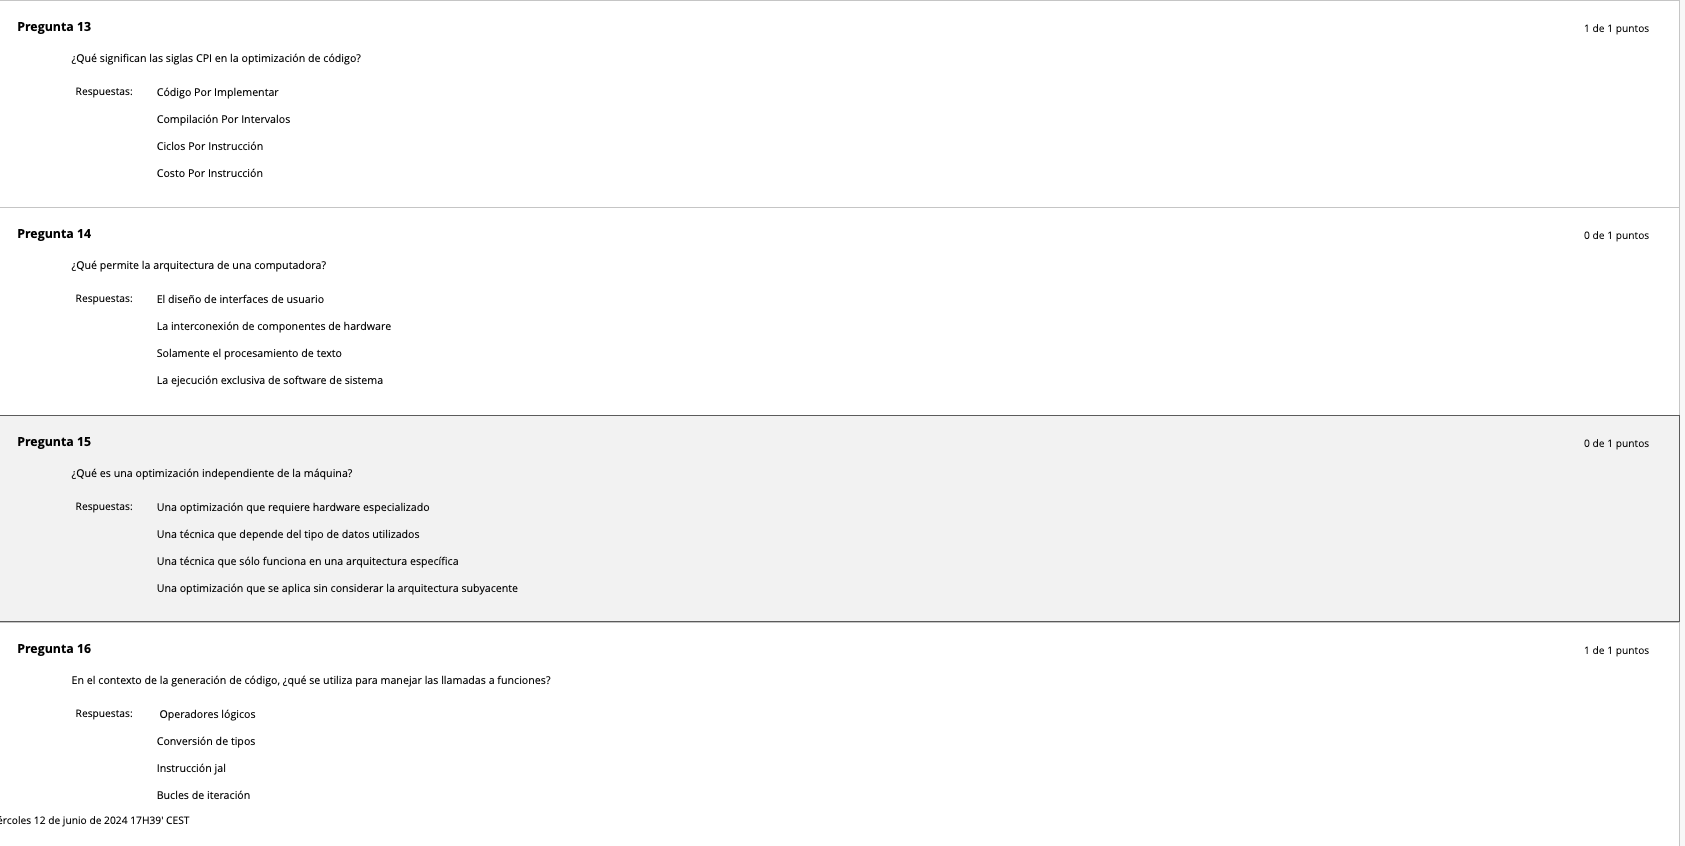 Pregunta 13
1 de 1 puntos
¿Qué significan las siglas CPI en la optimización de código?
Respuestas: Código Por Implementar
Compilación Por Intervalos
Ciclos Por Instrucción
Costo Por Instrucción
Pregunta 14
0 de 1 puntos
¿Qué permite la arquitectura de una computadora?
Respuestas: El diseño de interfaces de usuario
La interconexión de componentes de hardware
Solamente el procesamiento de texto
La ejecución exclusiva de software de sistema
Pregunta 15
0 de 1 puntos
¿Qué es una optimización independiente de la máquina?
Respuestas: Una optimización que requiere hardware especializado
Una técnica que depende del tipo de datos utilizados
Una técnica que sólo funciona en una arquitectura específica
Una optimización que se aplica sin considerar la arquitectura subyacente
Pregunta 16
1 de 1 puntos
En el contexto de la generación de código, ¿qué se utiliza para manejar las llamadas a funciones?
Respuestas: Operadores lógicos
Conversión de tipos
Instrucción jal
Bucles de iteración
ércoles 12 de junio de 2024 17H39' CEST